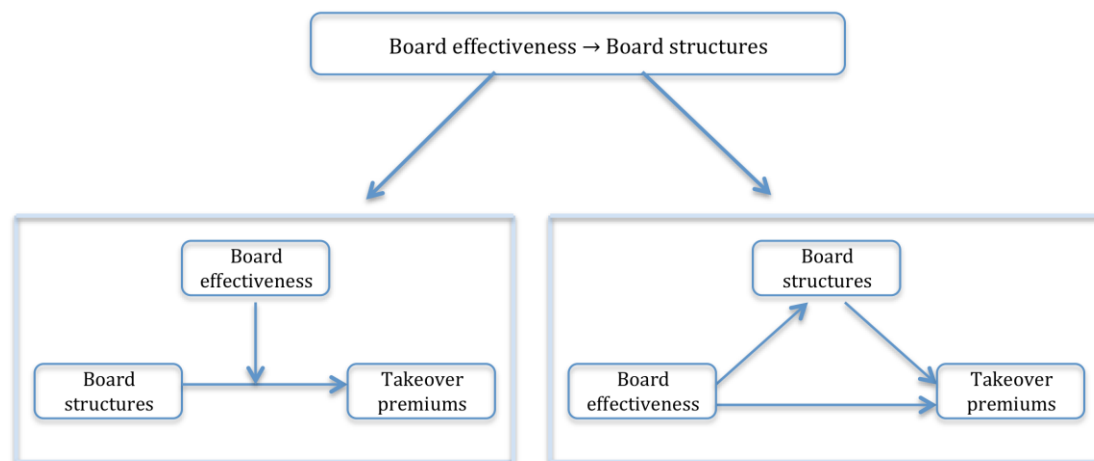 Board effectiveness → Board structures
Board
effectiveness
Board
structures
Takeover
premiums
Board
structures
Board
effectiveness
Takeover
premiums